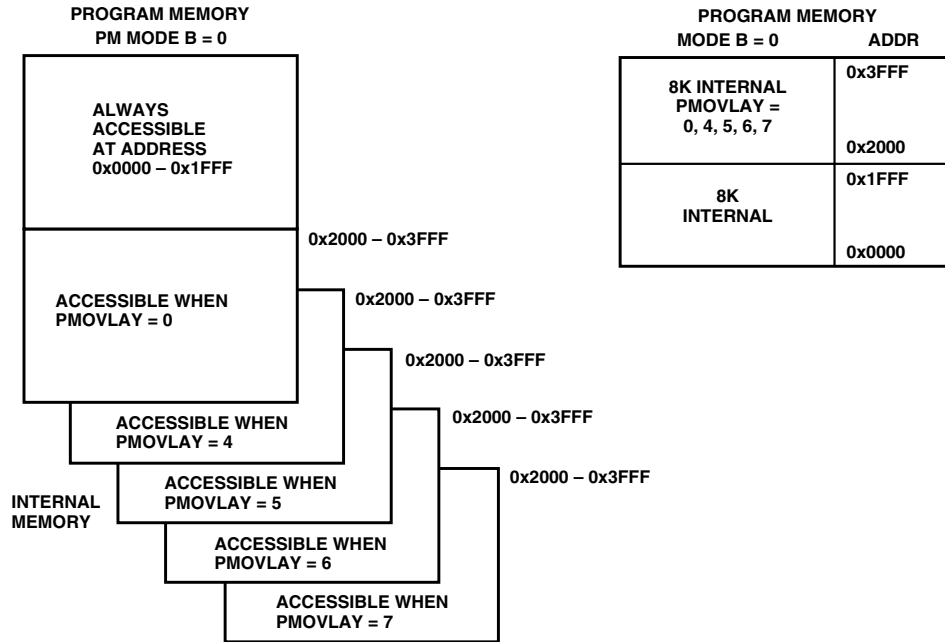 PROGRAM MEMORY
PM MODE B = 0
ALWAYS
ACCESSIBLE
AT ADDRESS
0x0000 – 0x1FFF
0x2000 – 0x3FFF
ACCESSIBLE WHEN
PMOVLAY = 0
0x2000 – 0x3FFF
0x2000 – 0x3FFF
ACCESSIBLE WHEN
PMOVLAY = 4
0x2000 – 0x3FFF
ACCESSIBLE WHEN
PMOVLAY = 5
0x2000 – 0x3FFF
INTERNAL
MEMORY
ACCESSIBLE WHEN
PMOVLAY = 6
ACCESSIBLE WHEN
PMOVLAY = 7
PROGRAM MEMORY
MODE B = 0 ADDR
8K INTERNAL
PMOVLAY =
0, 4, 5, 6, 7
0x3FFF
0x2000
8K
INTERNAL
0x1FFF
0x0000